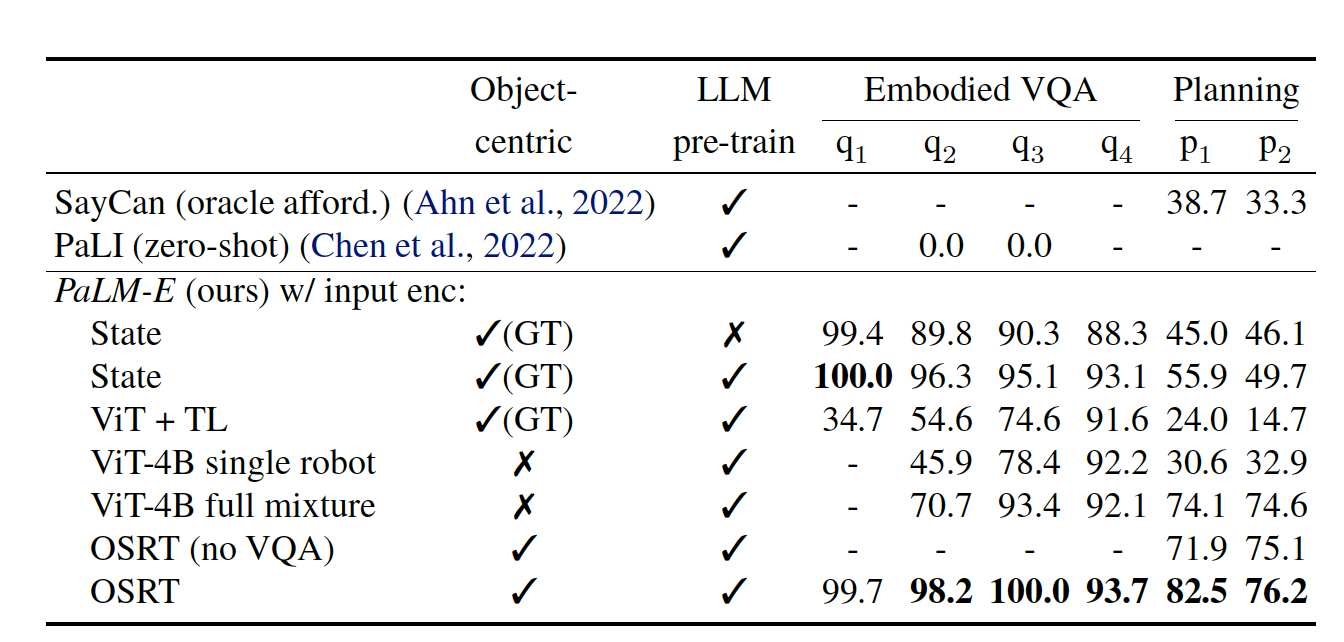 Object- LLM Embodied VQA Planning
centric pre-train q1 q2 q3 q4 p1 p2
SayCan (oracle afford.) (Ahn et al., 2022) ✓ - - - - 38.7 33.3
PaLI (zero-shot) (Chen et al., 2022) ✓ - 0.0 0.0 - - -
PaLM-E (ours) w/ input enc:
State ✓(GT) ✗ 99.4 89.8 90.3 88.3 45.0 46.1
State ✓(GT) ✓ 100.0 96.3 95.1 93.1 55.9 49.7
ViT + TL ✓(GT) ✓ 34.7 54.6 74.6 91.6 24.0 14.7
ViT-4B single robot ✗ ✓ - 45.9 78.4 92.2 30.6 32.9
ViT-4B full mixture ✗ ✓ - 70.7 93.4 92.1 74.1 74.6
OSRT (no VQA) ✓ ✓ - - - - 71.9 75.1
OSRT ✓ ✓ 99.7 98.2 100.0 93.7 82.5 76.2